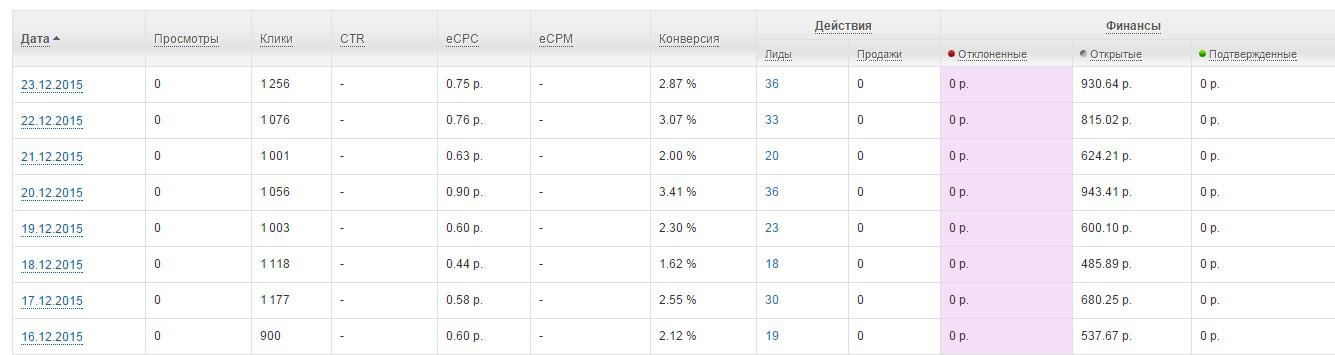 Дата Просмотры Клики CTR eCPC eCPM Конверсия Действия Финансы
Лиды Продажи Отклоненные Открытые Подтвержденные
23.12.2015 0 1 256 - 0.75 р. - 2.87 % 36 0 0 р. 930.64 р. 0 р.
22.12.2015 0 1 076 - 0.76 р. - 3.07 % 33 0 0 р. 815.02 р. 0 р.
21.12.2015 0 1 001 - 0.63 р. - 2.00 % 20 0 0 р. 624.21 р. 0 р.
20.12.2015 0 1 056 - 0.90 р. - 3.41 % 36 0 0 р. 943.41 р. 0 р.
19.12.2015 0 1 003 - 0.60 р. - 2.30 % 23 0 0 р. 600.10 р. 0 р.
18.12.2015 0 1 118 - 0.44 р. - 1.62 % 18 0 0 р. 485.89 р. 0 р.
17.12.2015 0 1 177 - 0.58 р. - 2.55 % 30 0 0 р. 680.25 р. 0 р.
16.12.2015 0 900 - 0.60 р. - 2.12 % 19 0 0 р. 537.67 р. 0 р.